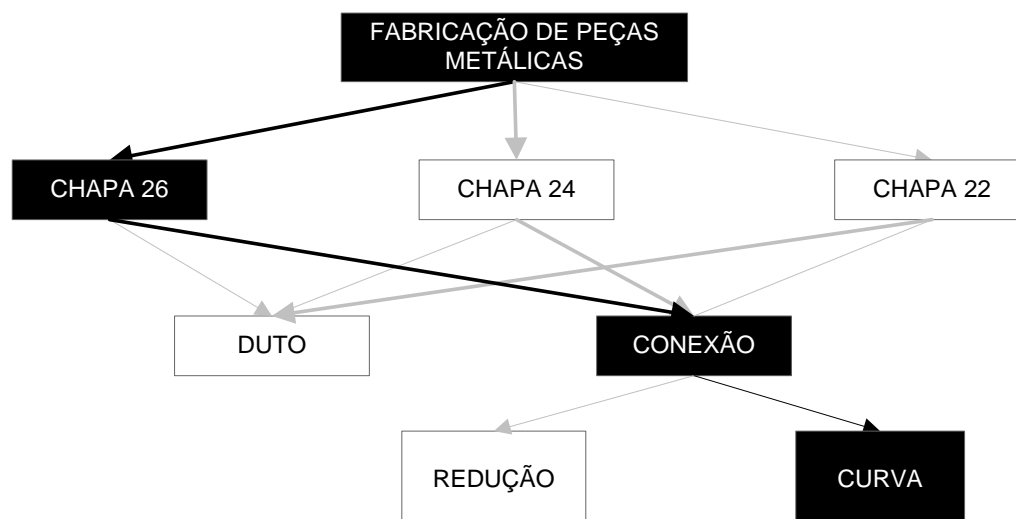 FABRICAÇÃO DE PEÇAS
METÁLICAS
CHAPA 26
CHAPA 24
CHAPA 22
DUTO
CONEXÃO
REDUÇÃO
CURVA